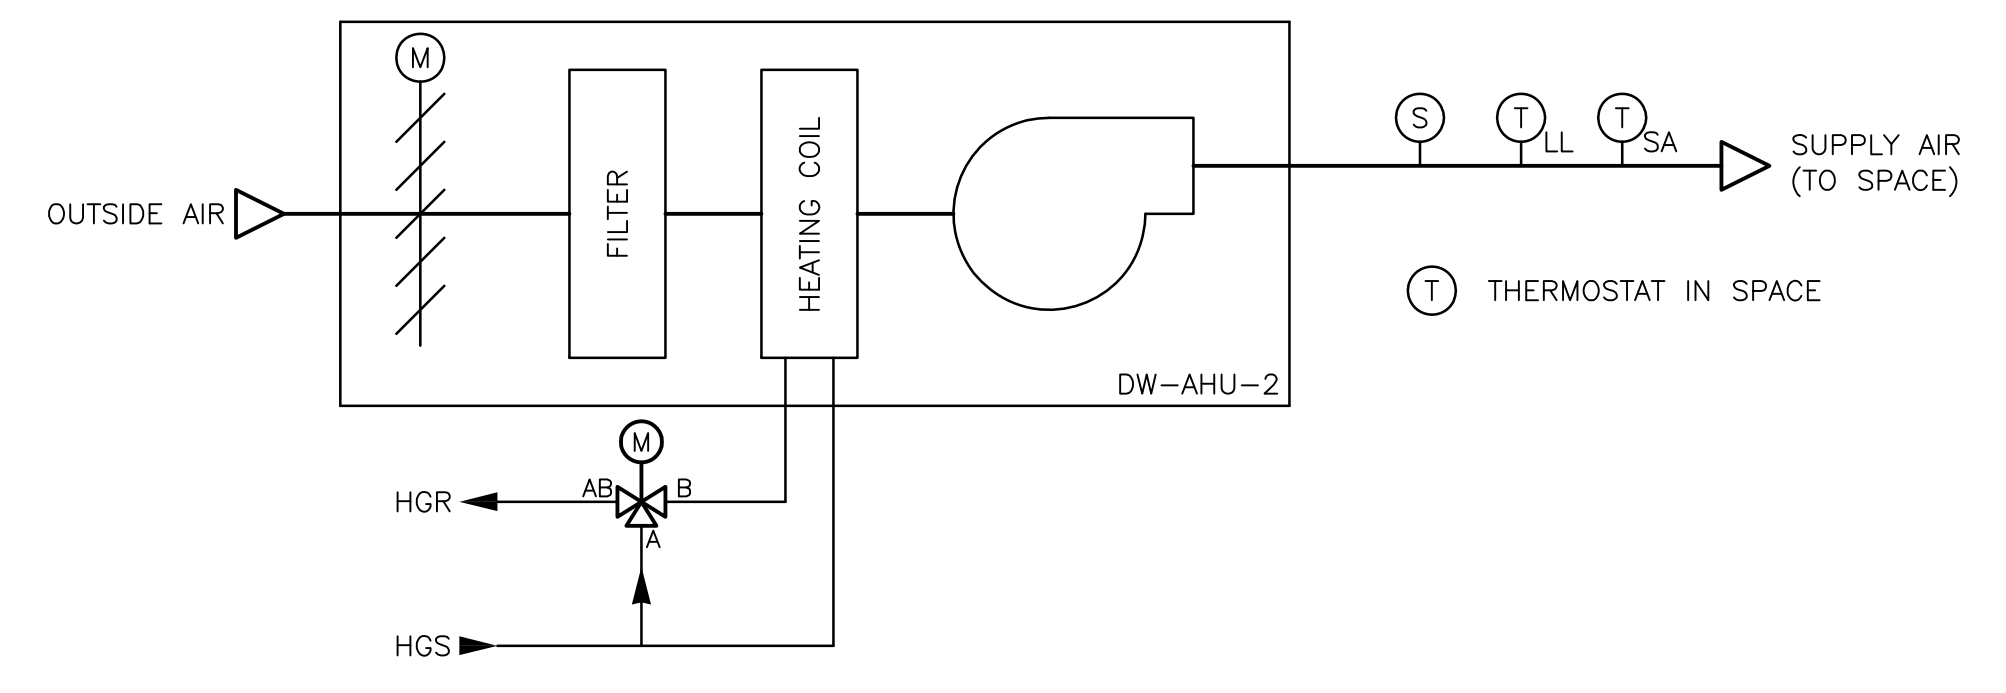 M
OUTSIDE AIR
FILTER
HEATING COIL
S
T
LL
T
SA
SUPPLY AIR
(TO SPACE)
T THERMOSTAT IN SPACE
DW-AHU-2
M
HGR
AB
B
A
HGS